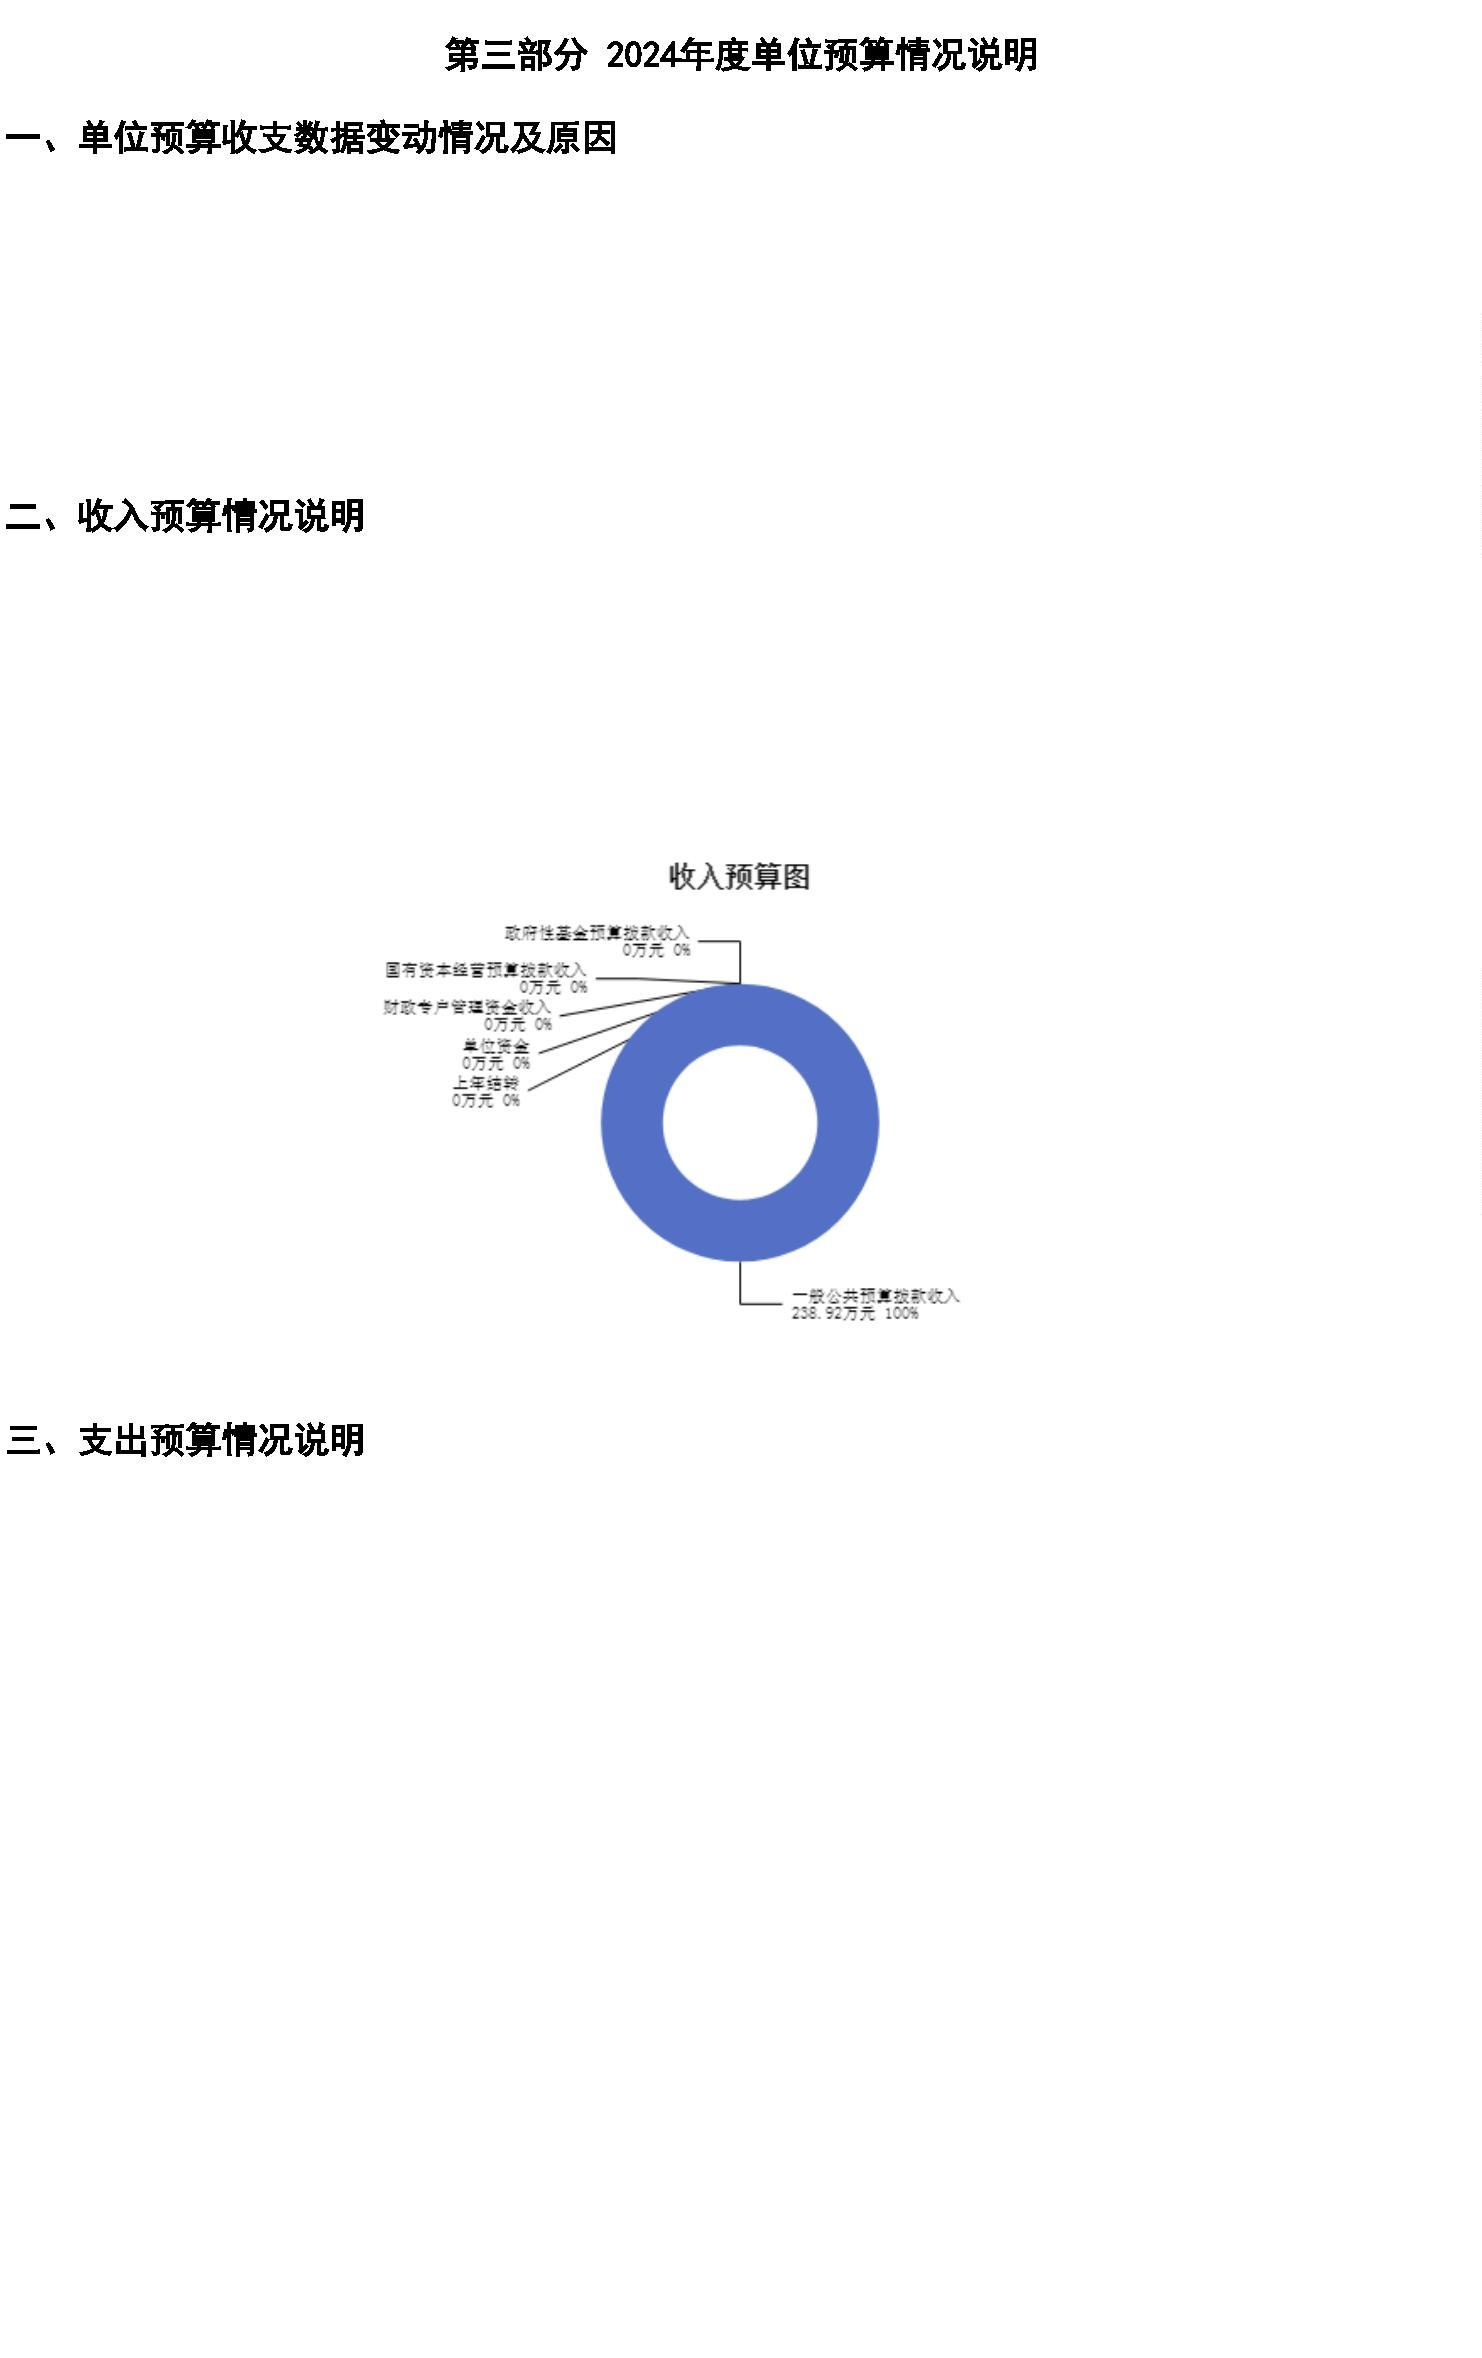 第三部分 2024年度单位预算情况说明
一、单位预算收支数据变动情况及原因
二、收入预算情况说明
收入预算图
政府性基金预算拨款收入
0万元 0%
国有资本经营预算拨款收入
0万元 0%
财政专户管理资金收入
0万元 0%
单位资金
0万元 0%
上年结转
0万元 0%
一般公共预算拨款收入
238.92万元 100%
三、支出预算情况说明